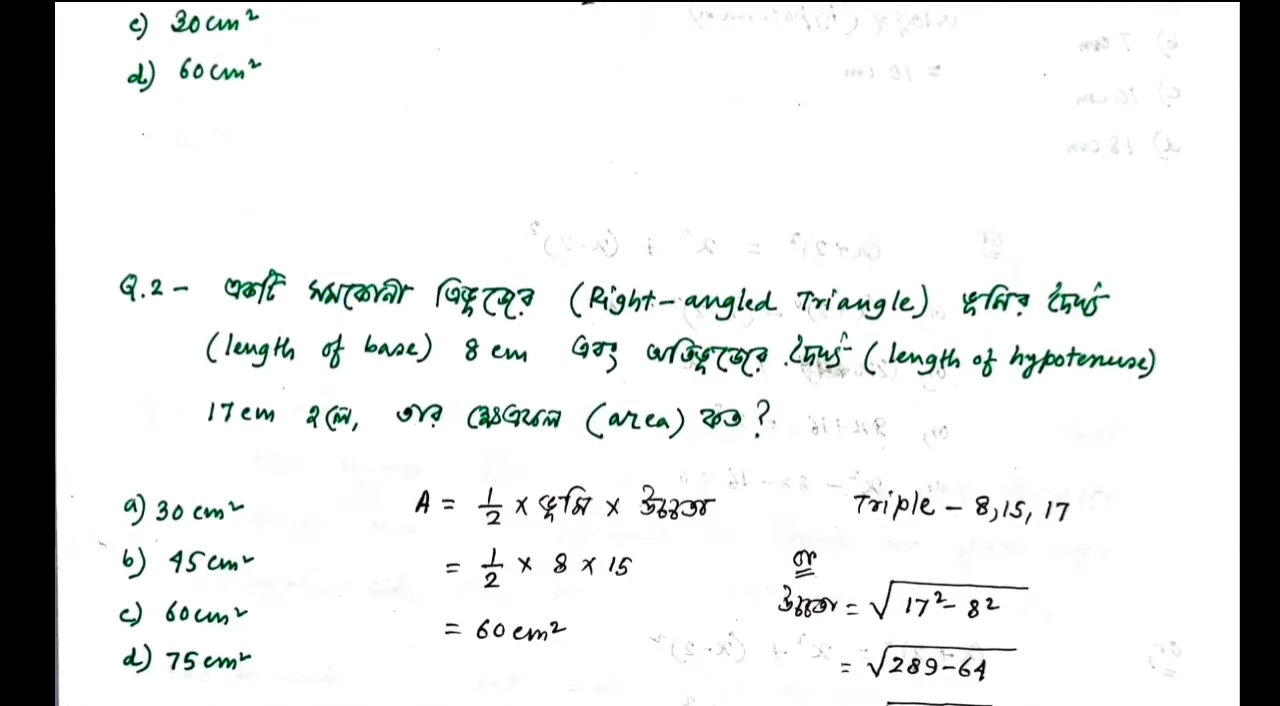 c) 30 cm²
d) 60 cm²
Q.2 - একটি সমকোনী ত্রিভুজের (Right-angled Triangle) ভূমির দৈর্ঘ্য
(length of base) 8 cm এবং অতিভুজের দৈর্ঘ্য (length of hypotenuse)
17 cm হলে, তার ক্ষেত্রফল (area) কত?
a) 30 cm²
A = 1/2 × ভূমি × উচ্চতা
Triple - 8, 15, 17
b) 45 cm²
= 1/2 × 8 × 15
or
c) 60 cm²
= 60 cm²
উচ্চতা = √17² - 8²
d) 75 cm²
= √289 - 64